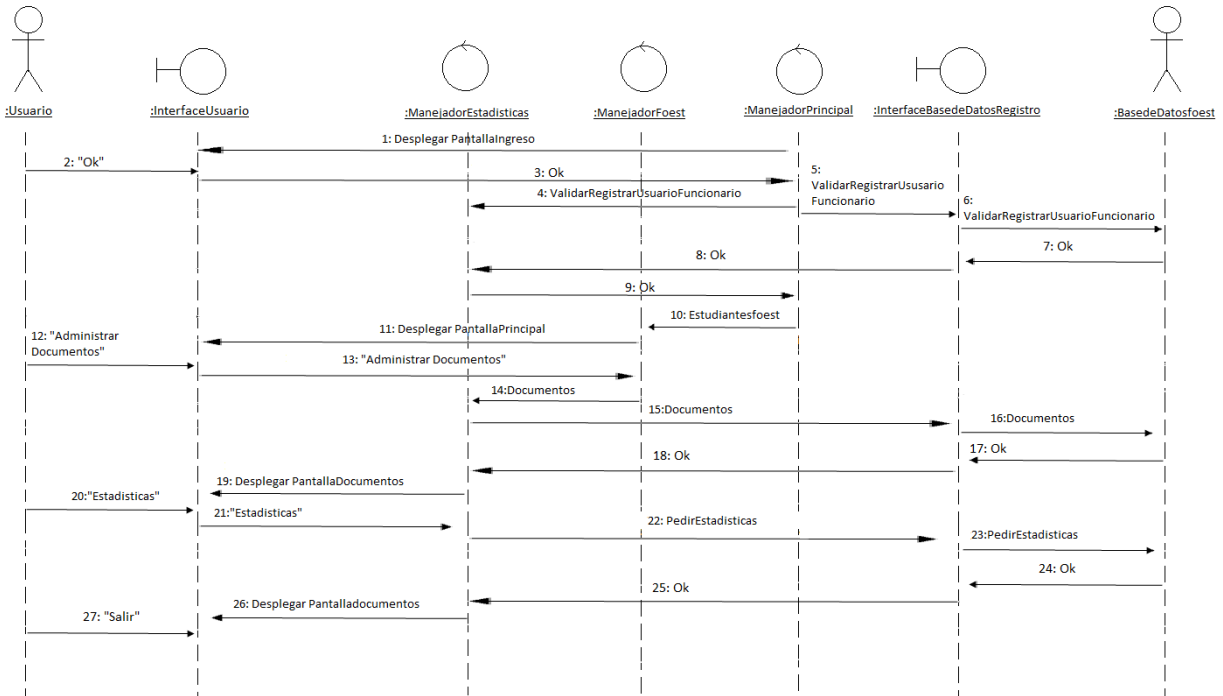 :Usuario
:InterfaceUsuario
:ManejadorEstadisticas
:ManejadorFoest
:ManejadorPrincipal
:InterfaceBasedeDatosRegistro
:BasedeDatosfoest
1: Desplegar PantallaIngreso
2: "Ok"
3: Ok
4: ValidarRegistrarUsuarioFuncionario
5:
ValidarRegistrarUsusario
Funcionario
6:
ValidarRegistrarUsuarioFuncionario
7: Ok
8: Ok
9: Ok
10: Estudiantesfoest
11: Desplegar PantallaPrincipal
12: "Administrar
Documentos"
13: "Administrar Documentos"
14:Documentos
15:Documentos
16:Documentos
17: Ok
18: Ok
19: Desplegar PantallaDocumentos
20:"Estadisticas"
21:"Estadisticas"
22: PedirEstadisticas
23:PedirEstadisticas
24: Ok
25: Ok
26: Desplegar Pantalladocumentos
27: "Salir"